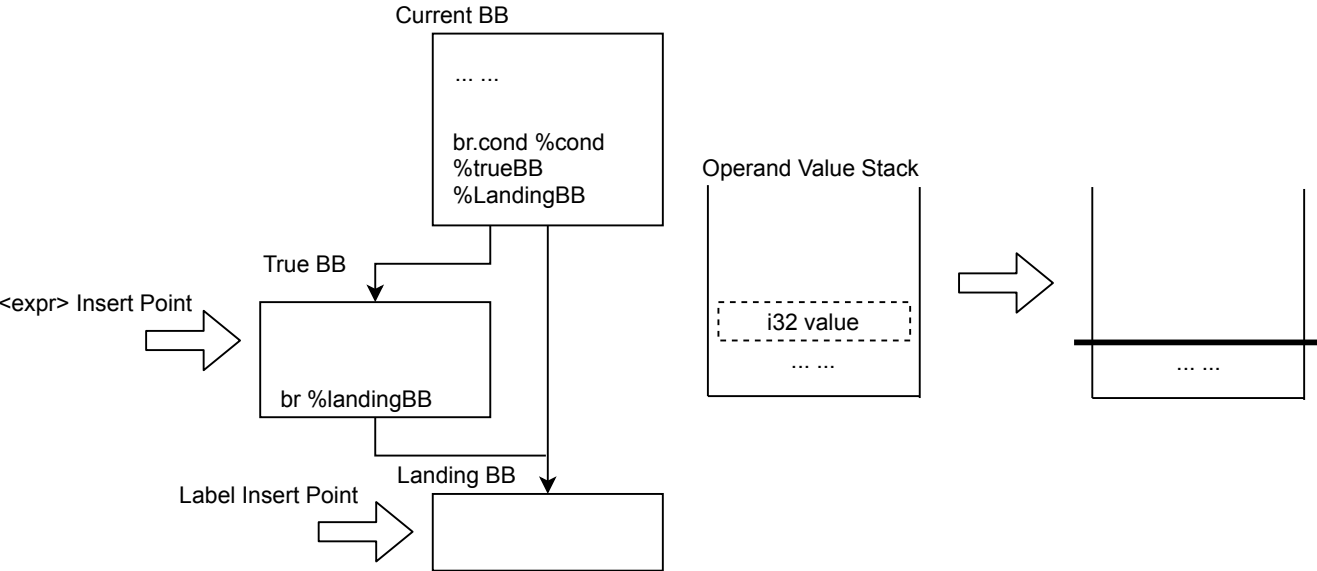 Current BB
... ...
br.cond %cond
%trueBB
%LandingBB
Operand Value Stack
True BB
<expr> Insert Point
i32 value
... ...
... ...
br %landingBB
Landing BB
Label Insert Point